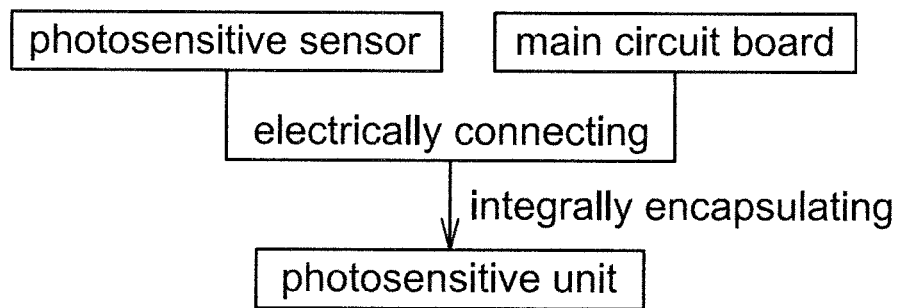 photosensitive sensor
main circuit board
electrically connecting
integrally encapsulating
photosensitive unit